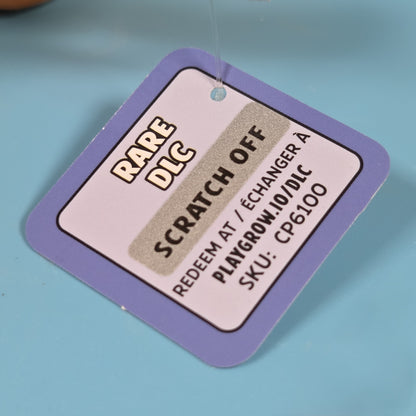 RARE
DLC
SCRATCH OFF
REDEEM AT / ÉCHANGER À
PLAYGROW.IO/DLC
SKU: CP6100